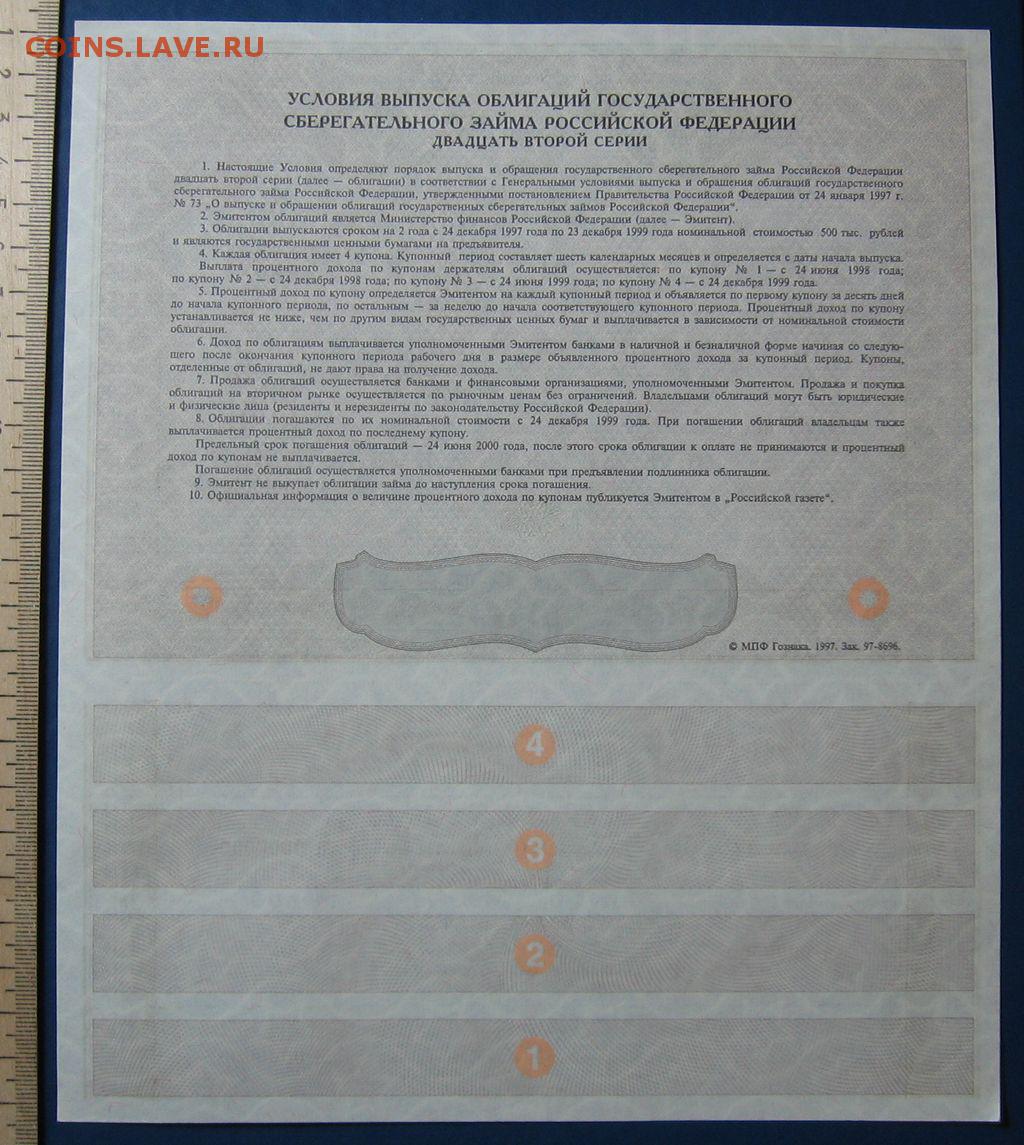 COINS.LAVE.RU
УСЛОВИЯ ВЫПУСКА ОБЛИГАЦИЙ ГОСУДАРСТВЕННОГО
СБЕРЕГАТЕЛЬНОГО ЗАЙМА РОССИЙСКОЙ ФЕДЕРАЦИИ
ДВАДЦАТЬ ВТОРОЙ СЕРИИ
1. Настоящие Условия определяют порядок выпуска и обращения государственного сберегательного займа Российской Федерации
двадцать второй серии (далее — облигации) в соответствии с Генеральными условиями выпуска и обращения облигаций государственного
сберегательного займа Российской Федерации, утвержденными постановлением Правительства Российской Федерации от 24 января 1997 г.
№ 73 „О выпуске и обращении облигаций государственных сберегательных займов Российской Федерации“.
2. Эмитентом облигаций является Министерство финансов Российской Федерации (далее — Эмитент).
3. Облигации выпускаются сроком на 2 года с 24 декабря 1997 года по 23 декабря 1999 года номинальной стоимостью 500 тыс. рублей
и являются государственными ценными бумагами на предъявителя.
4. Каждая облигация имеет 4 купона. Купонный период составляет шесть календарных месяцев и определяется с даты начала выпуска.
Выплата процентного дохода по купонам держателям облигаций осуществляется: по купону № 1 — с 24 июня 1998 года;
по купону № 2 — с 24 декабря 1998 года; по купону № 3 — с 24 июня 1999 года; по купону № 4 — с 24 декабря 1999 года.
5. Процентный доход по купону определяется Эмитентом на каждый купонный период и объявляется по первому купону за десять дней
до начала купонного периода, по остальным — за неделю до начала соответствующего купонного периода. Процентный доход по купону
устанавливается не ниже, чем по другим видам государственных ценных бумаг и выплачивается в зависимости от номинальной стоимости
облигации.
6. Доход по облигациям выплачивается уполномоченными Эмитентом банками в наличной и безналичной форме начиная со следую-
щего после окончания купонного периода рабочего дня в размере объявленного процентного дохода за купонный период. Купоны,
отделенные от облигаций, не дают права на получение дохода.
7. Продажа облигаций осуществляется банками и финансовыми организациями, уполномоченными Эмитентом. Продажа и покупка
облигаций на вторичном рынке осуществляется по рыночным ценам без ограничений. Владельцами облигаций могут быть юридические
и физические лица (резиденты и нерезиденты по законодательству Российской Федерации).
8. Облигации погашаются по их номинальной стоимости с 24 декабря 1999 года. При погашении облигаций владельцам также
выплачивается процентный доход по последнему купону.
Предельный срок погашения облигаций — 24 июня 2000 года, после этого срока облигации к оплате не принимаются и процентный
доход по купонам не выплачивается.
Погашение облигаций осуществляется уполномоченными банками при предъявлении подлинника облигации.
9. Эмитент не выкупает облигации займа до наступления срока погашения.
10. Официальная информация о величине процентного дохода по купонам публикуется Эмитентом в „Российской газете“.
© МПФ Гознака. 1997. Зак. 97-8696.
4
3
2
1